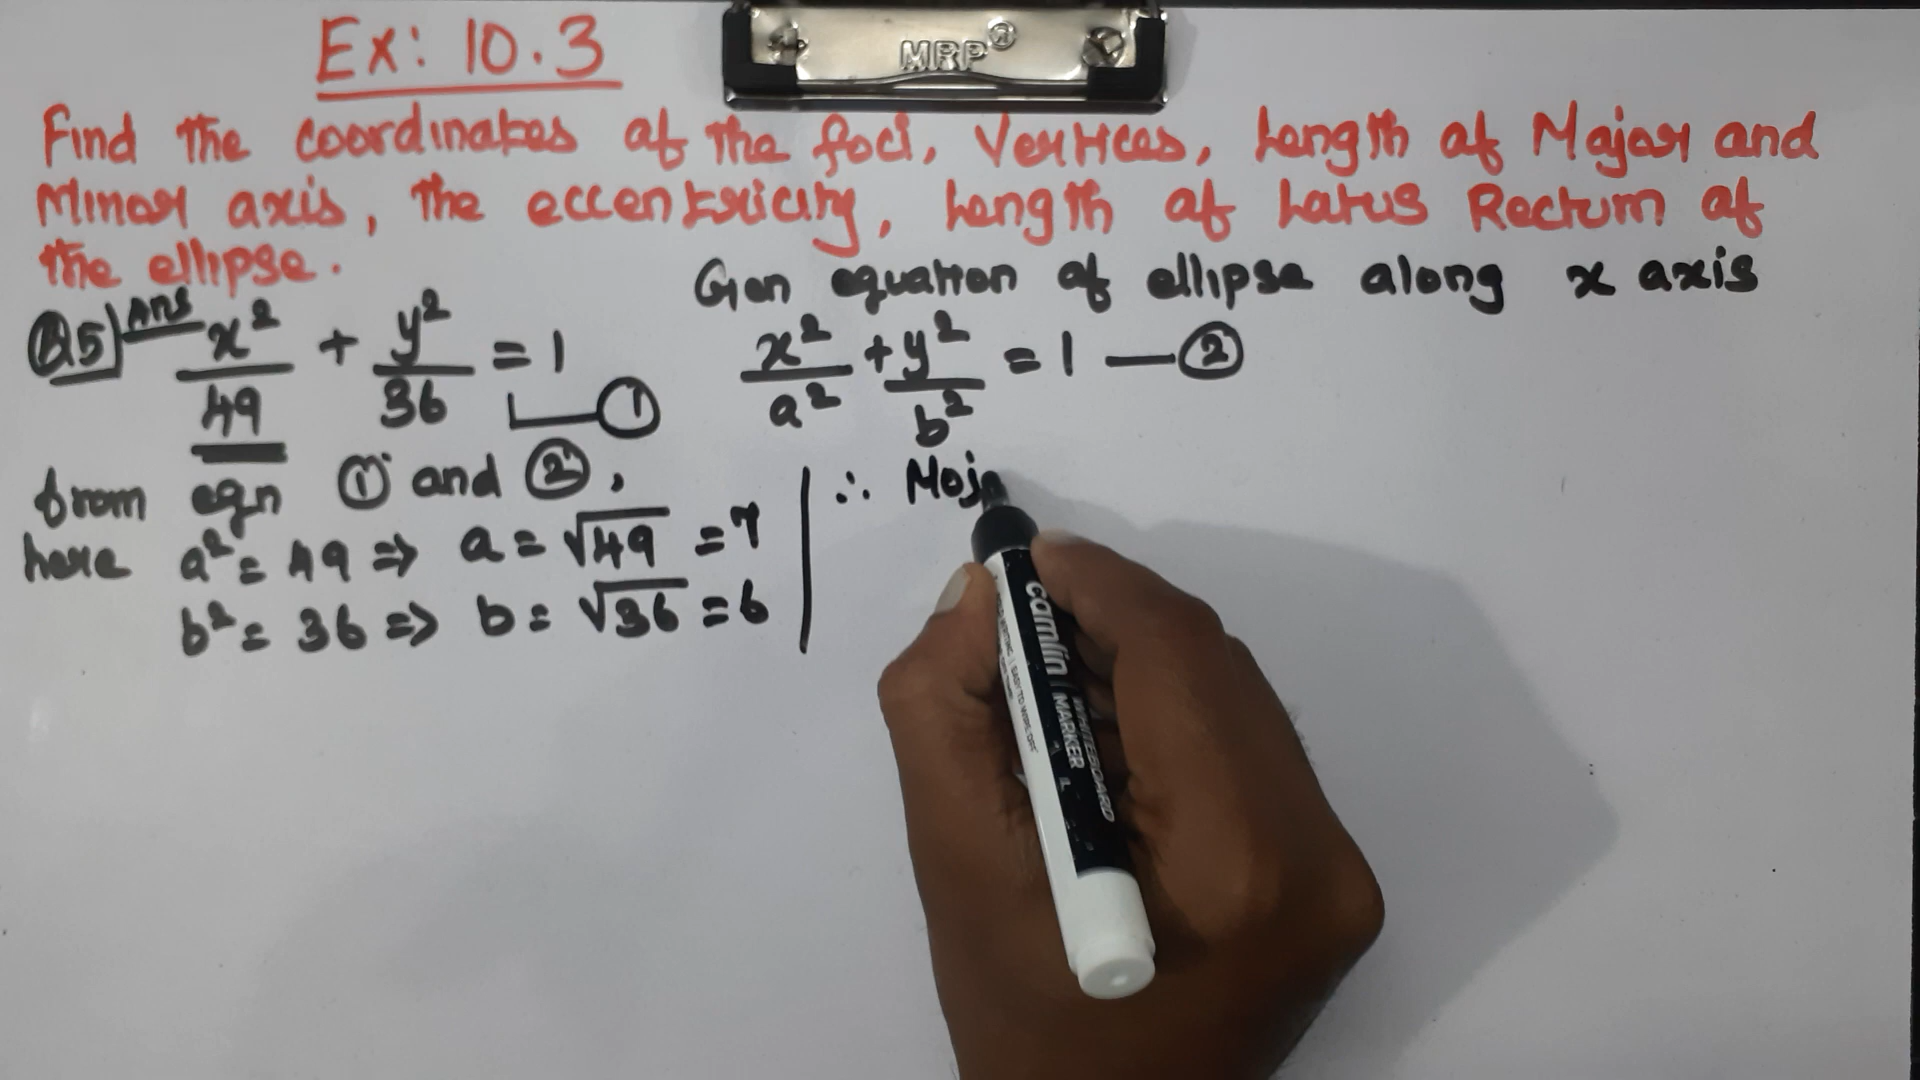 MRP
Ex: 10.3
Find the coordinates of the foci, Vertices, Length of Major and
Minor axis, the eccentricity, Length of Latus Rectum of
the ellipse.
Q5) Ans x²/49 + y²/36 = 1 — ①
Gen equation of ellipse along x axis
x²/a² + y²/b² = 1 — ②
from eqn ① and ②,
here a² = 49 ⇒ a = √49 = 7
b² = 36 ⇒ b = √36 = 6
∴ Maj
camlin
WHITEBOARD
MARKER